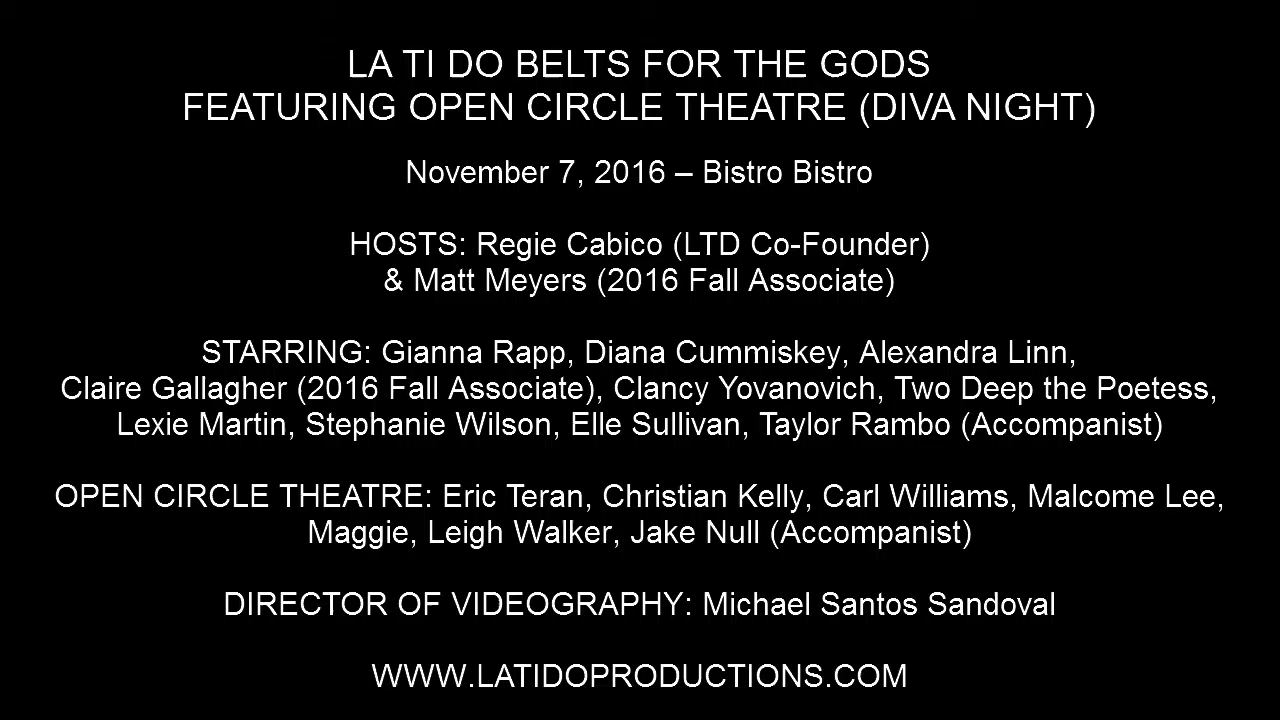 LA TI DO BELTS FOR THE GODS
FEATURING OPEN CIRCLE THEATRE (DIVA NIGHT)
November 7, 2016 – Bistro Bistro
HOSTS: Regie Cabico (LTD Co-Founder)
& Matt Meyers (2016 Fall Associate)
STARRING: Gianna Rapp, Diana Cummiskey, Alexandra Linn,
Claire Gallagher (2016 Fall Associate), Clancy Yovanovich, Two Deep the Poetess,
Lexie Martin, Stephanie Wilson, Elle Sullivan, Taylor Rambo (Accompanist)
OPEN CIRCLE THEATRE: Eric Teran, Christian Kelly, Carl Williams, Malcome Lee,
Maggie, Leigh Walker, Jake Null (Accompanist)
DIRECTOR OF VIDEOGRAPHY: Michael Santos Sandoval
WWW.LATIDOPRODUCTIONS.COM